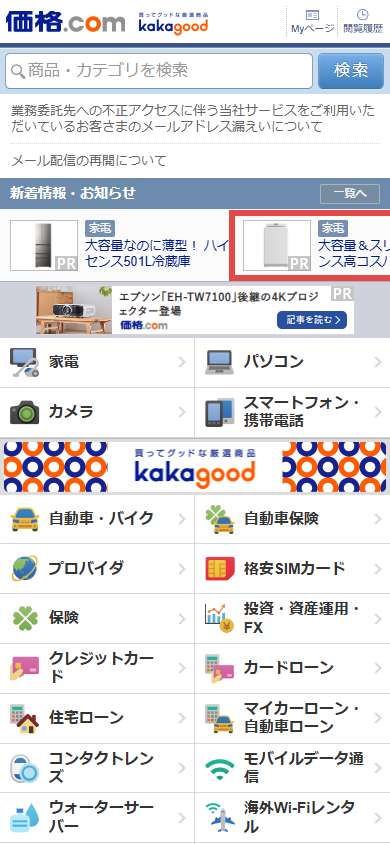 価格.com
買ってグッドな厳選商品
kakagood
Myページ
閲覧履歴
商品・カテゴリを検索
検索
業務委託先への不正アクセスに伴う当社サービスをご利用いた
だいているお客さまのメールアドレス漏えいについて
メール配信の再開について
新着情報・お知らせ
一覧へ
家電
大容量なのに薄型！ ハイ
センス501L冷蔵庫
PR
家電
大容量＆スリ
ンス高コスパ
PR
エプソン「EH-TW7100」後継の4Kプロジ
ェクター登場
価格.com
記事を読む
PR
家電
パソコン
カメラ
スマートフォン・
携帯電話
買ってグッドな厳選商品
kakagood
自動車・バイク
自動車保険
プロバイダ
格安SIMカード
保険
投資・資産運用・
FX
クレジットカー
ド
カードローン
住宅ローン
マイカーローン・
自動車ローン
コンタクトレン
ズ
モバイルデータ通
信
ウォーターサー
バー
海外Wi-Fiレンタ
ル